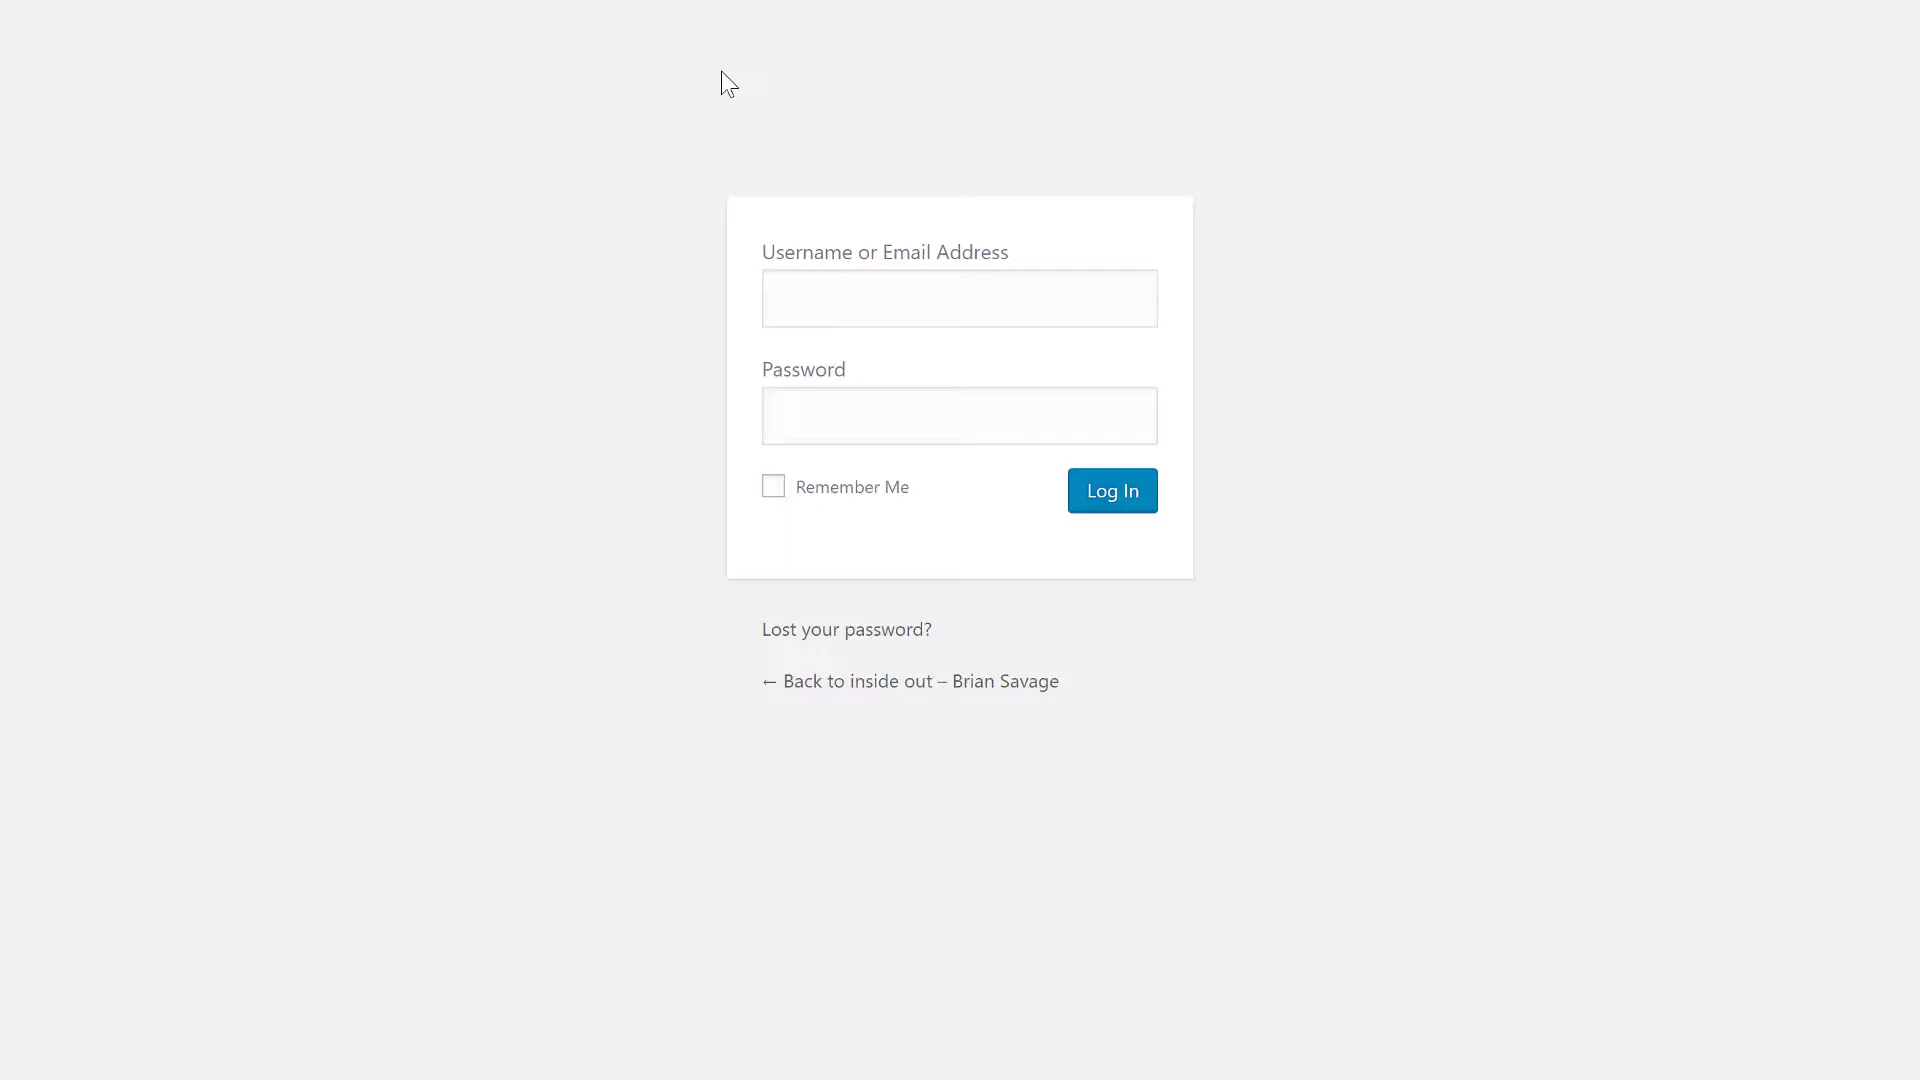 Username or Email Address
Password
Remember Me
Log In
Lost your password?
← Back to inside out – Brian Savage